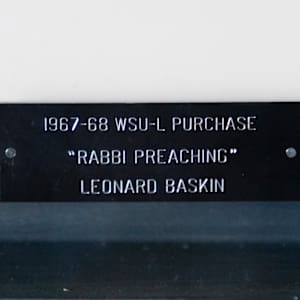 1967-68 WSU-L PURCHASE
"RABBI PREACHING"
LEONARD BASKIN